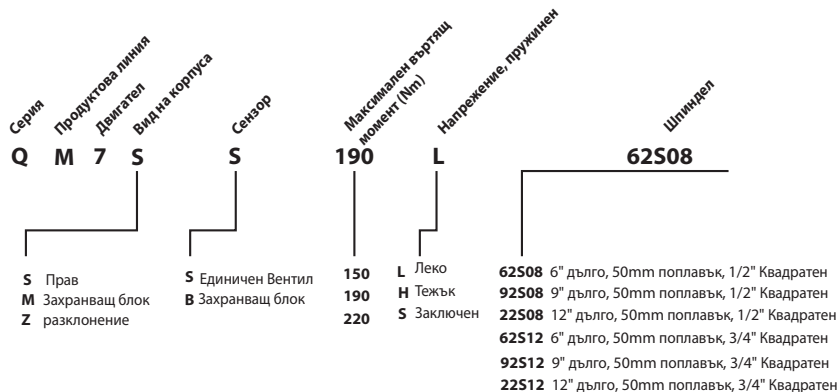 Серия
Продуктова линия
Двигател
Вид на корпуса
Сензор
Максимален въртящ
момент (Nm)
Напрежение, пружинен
Шпиндел
Q M 7 S S 190 L 62S08
S Прав
M Захранващ блок
Z разклонение
S Единичен Вентил
B Захранващ блок
150
190
220
L Леко
H Тежък
S Заключен
62S08 6" дълго, 50mm поплавък, 1/2" Квадратен
92S08 9" дълго, 50mm поплавък, 1/2" Квадратен
22S08 12" дълго, 50mm поплавък, 1/2" Квадратен
62S12 6" дълго, 50mm поплавък, 3/4" Квадратен
92S12 9" дълго, 50mm поплавък, 3/4" Квадратен
22S12 12" дълго, 50mm поплавък, 3/4" Квадратен